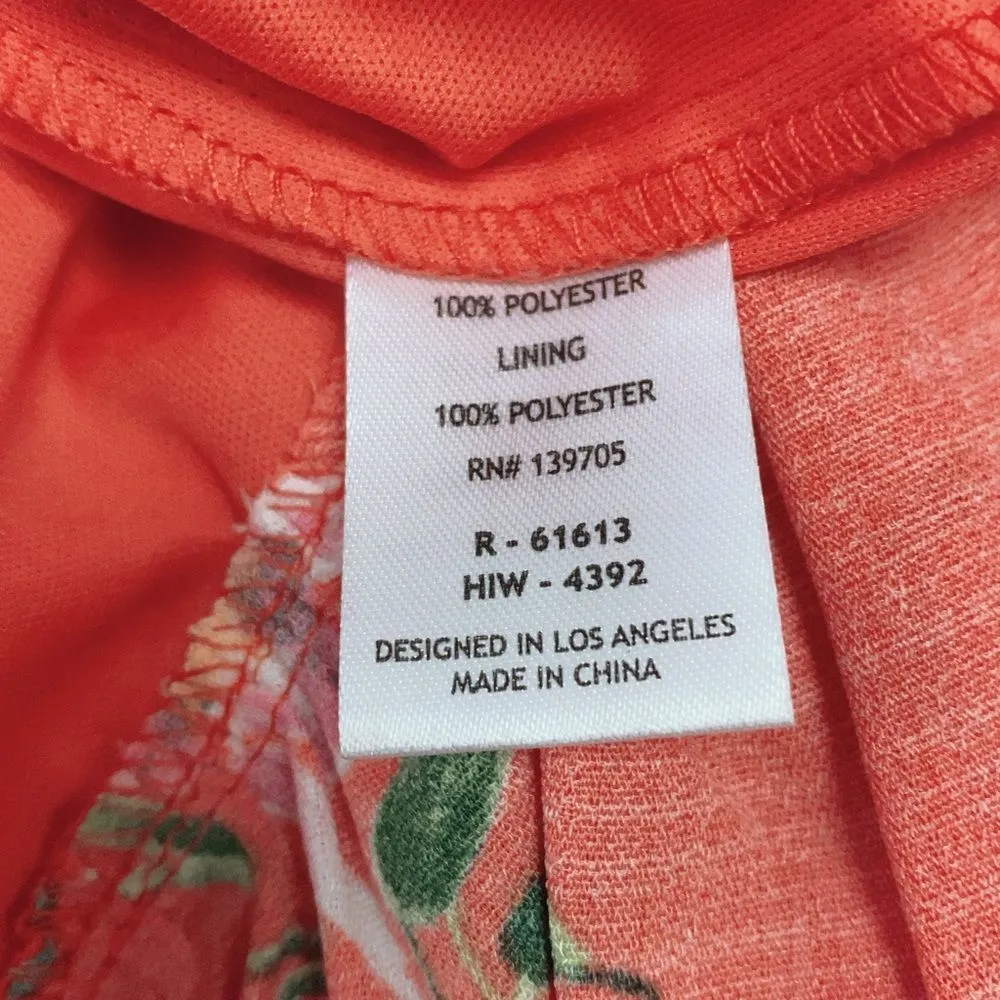 100% POLYESTER
LINING
100% POLYESTER
RN# 139705
R - 61613
HIW - 4392
DESIGNED IN LOS ANGELES
MADE IN CHINA